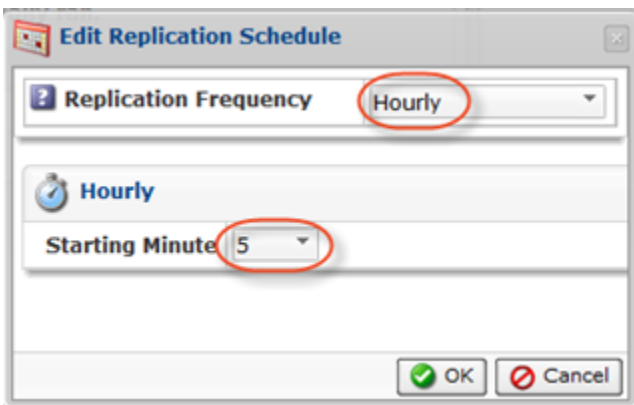 Edit Replication Schedule
? Replication Frequency Hourly
Hourly
Starting Minute 5
OK Cancel